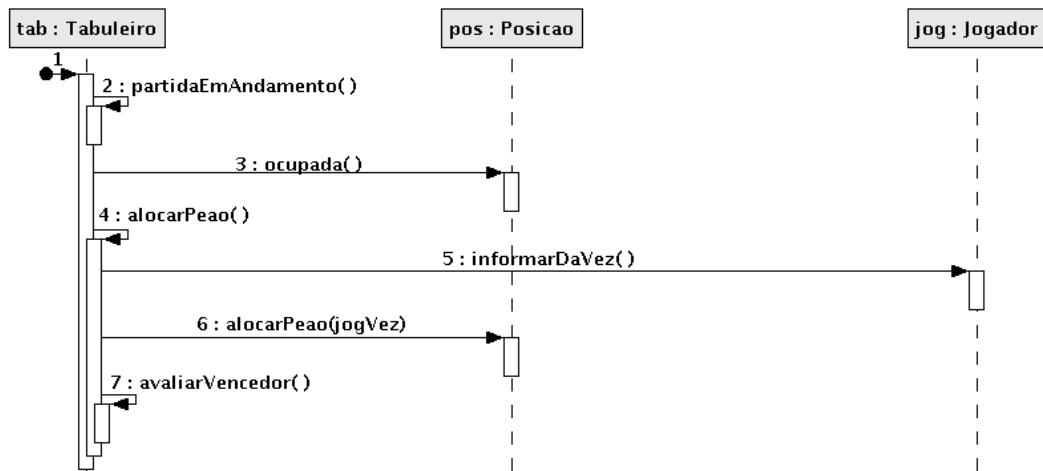 tab : Tabuleiro
pos : Posicao
jog : Jogador
1
2 : partidaEmAndamento()
3 : ocupada()
4 : alocarPeao()
5 : informarDaVez()
6 : alocarPeao(jogVez)
7 : avaliarVencedor()